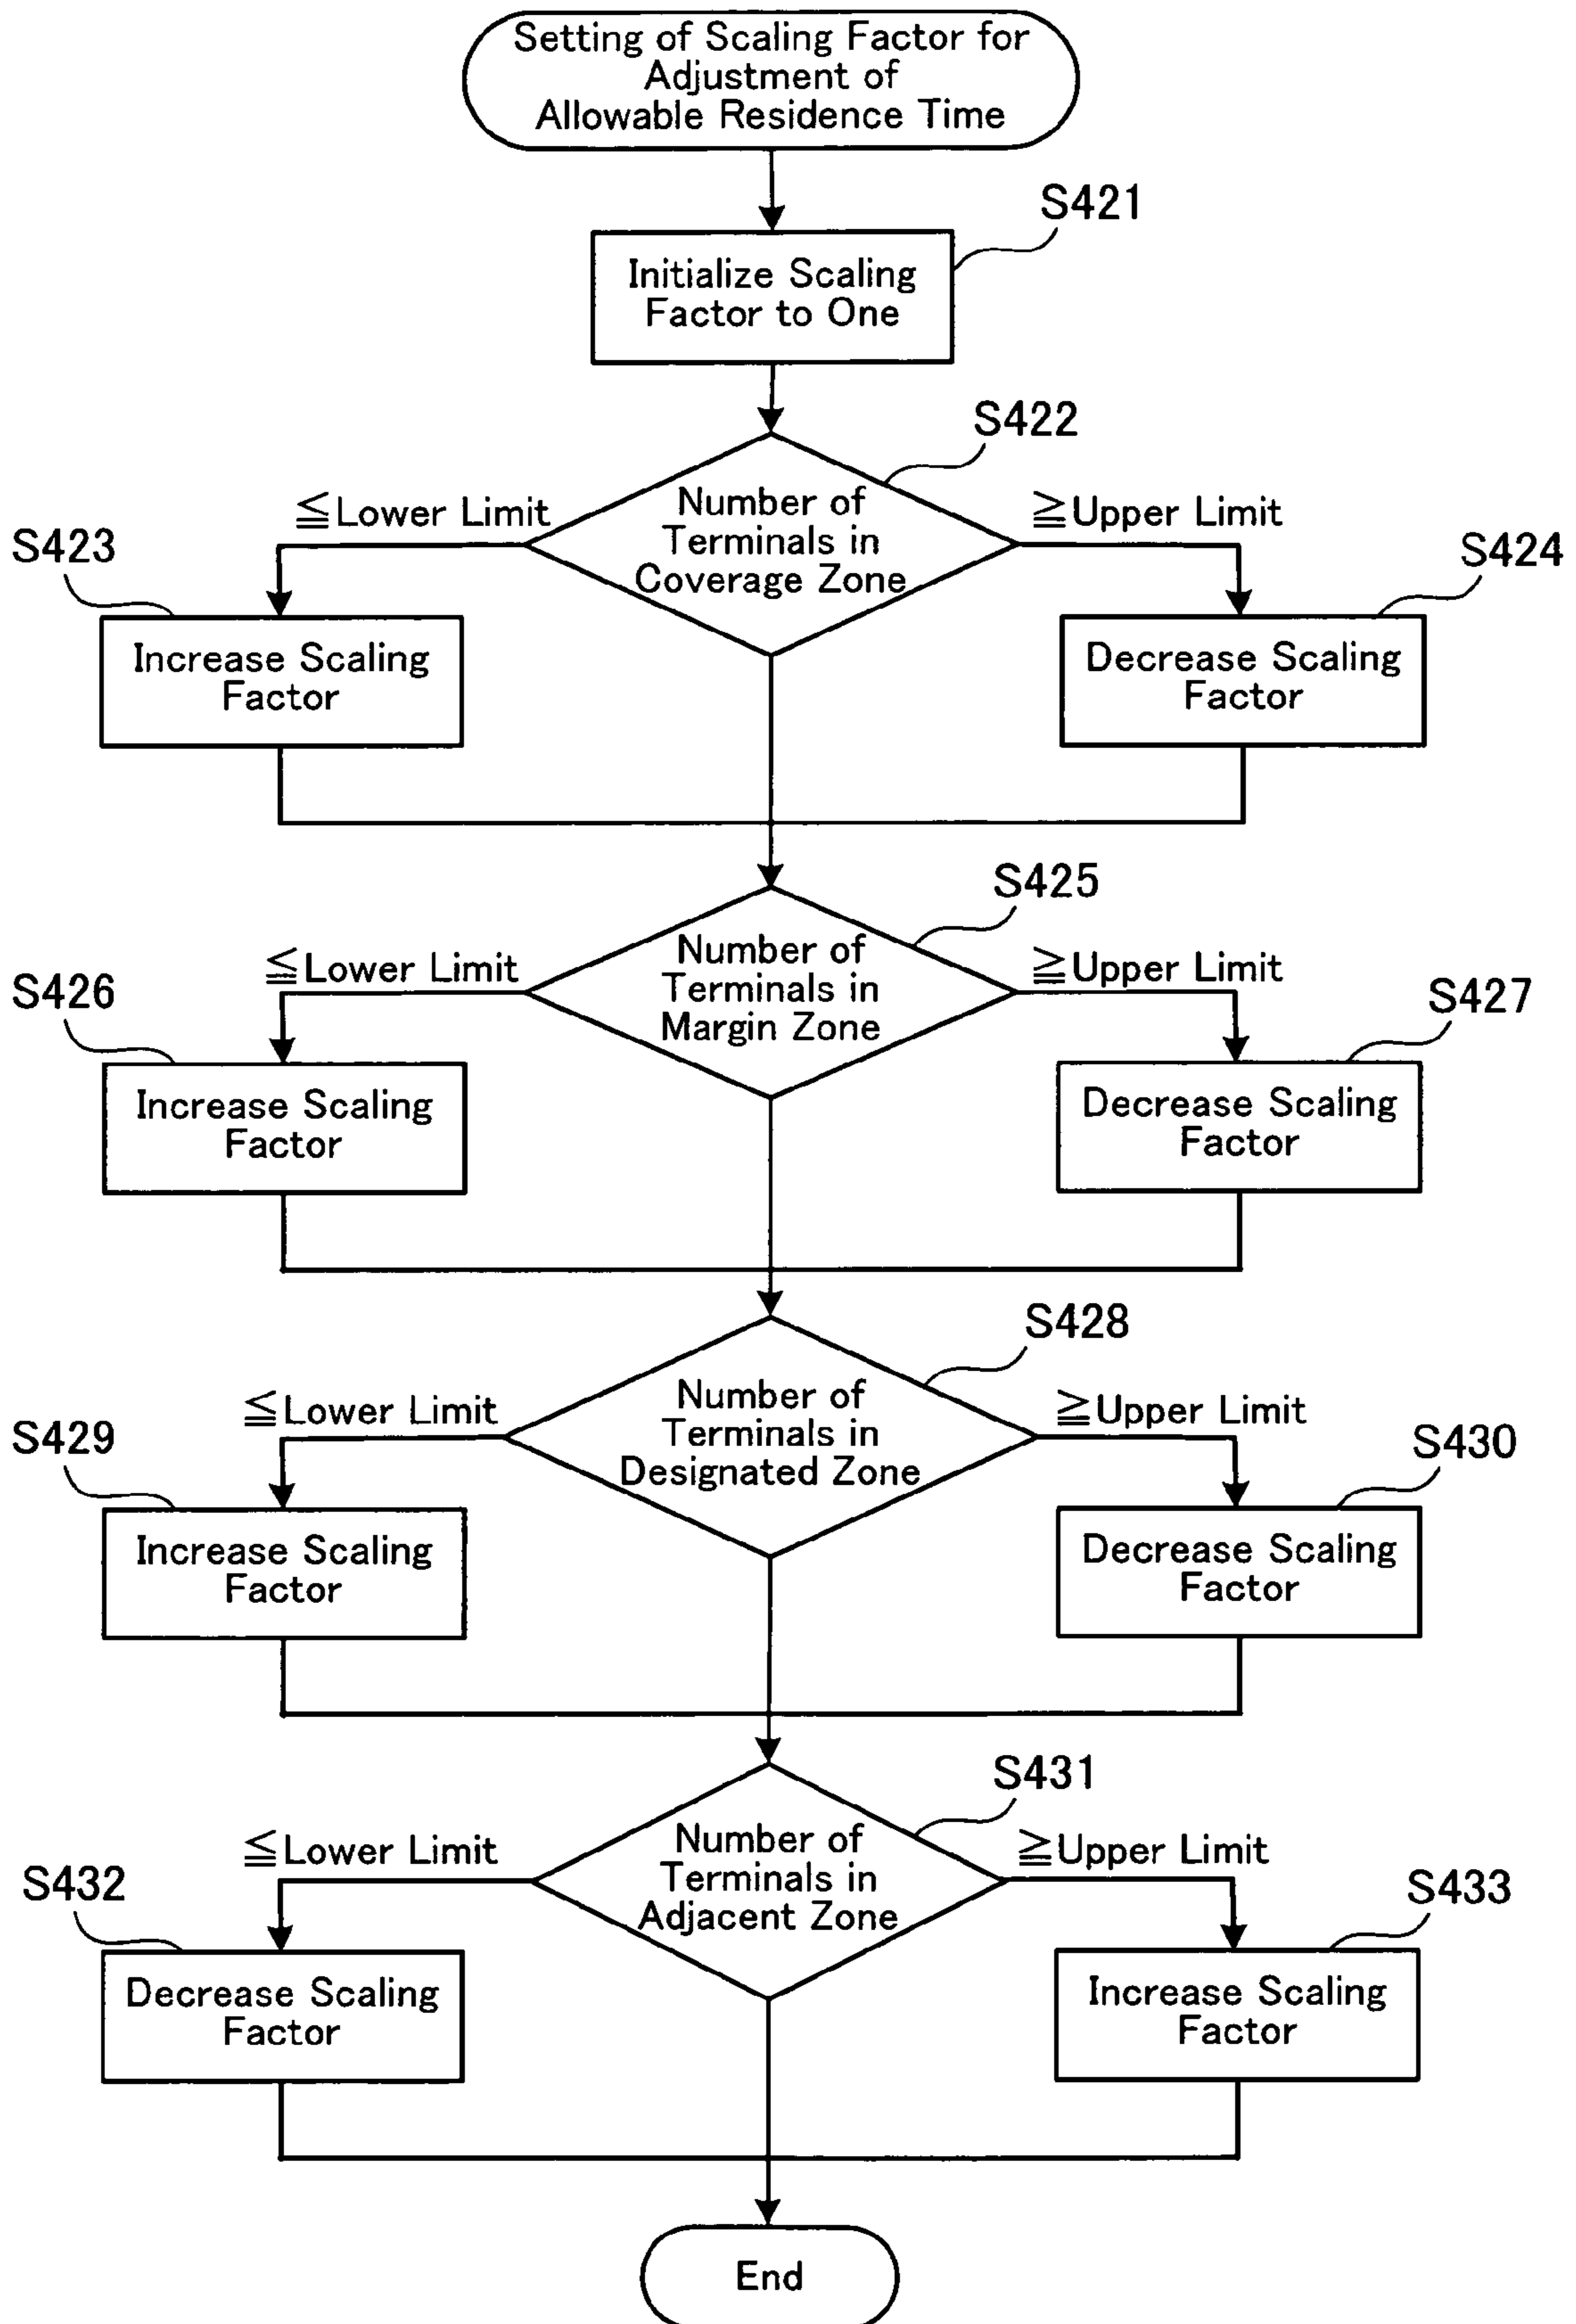 Setting of Scaling Factor for
Adjustment of
Allowable Residence Time
S421
Initialize Scaling
Factor to One
S422
Number of
Terminals in
Coverage Zone
≦Lower Limit
≧Upper Limit
S423
Increase Scaling
Factor
S424
Decrease Scaling
Factor
S425
Number of
Terminals in
Margin Zone
≦Lower Limit
≧Upper Limit
S426
Increase Scaling
Factor
S427
Decrease Scaling
Factor
S428
Number of
Terminals in
Designated Zone
≦Lower Limit
≧Upper Limit
S429
Increase Scaling
Factor
S430
Decrease Scaling
Factor
S431
Number of
Terminals in
Adjacent Zone
≦Lower Limit
≧Upper Limit
S432
Decrease Scaling
Factor
S433
Increase Scaling
Factor
End